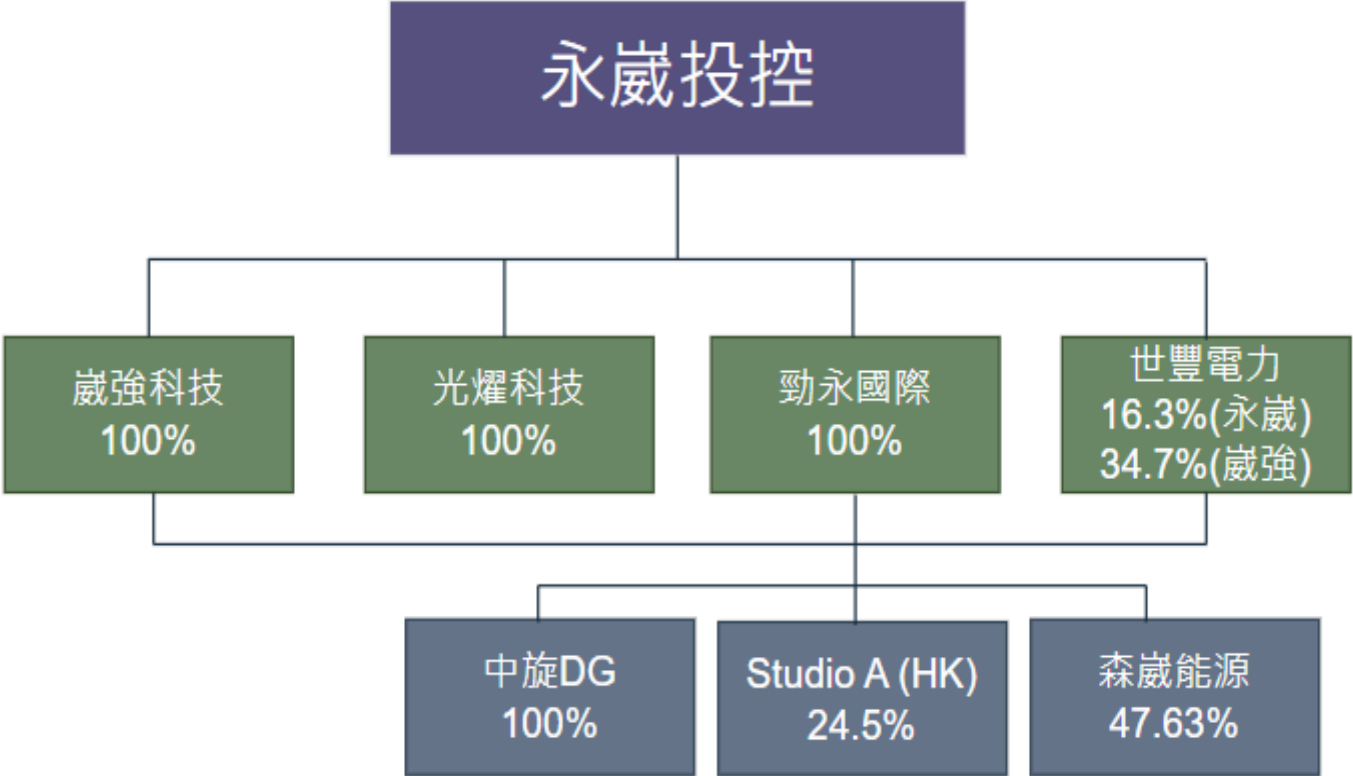 永崴投控
崴強科技
100%
光燿科技
100%
勁永國際
100%
世豐電力
16.3%(永崴)
34.7%(崴強)
中旋DG
100%
Studio A (HK)
24.5%
森崴能源
47.63%